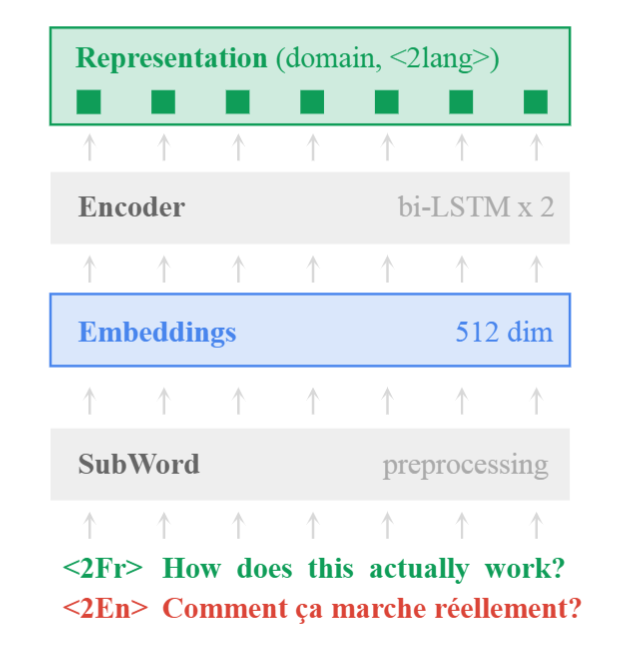 Representation (domain, <2lang>)
Encoder bi-LSTM x 2
Embeddings 512 dim
SubWord preprocessing
<2Fr> How does this actually work?
<2En> Comment ça marche réellement?